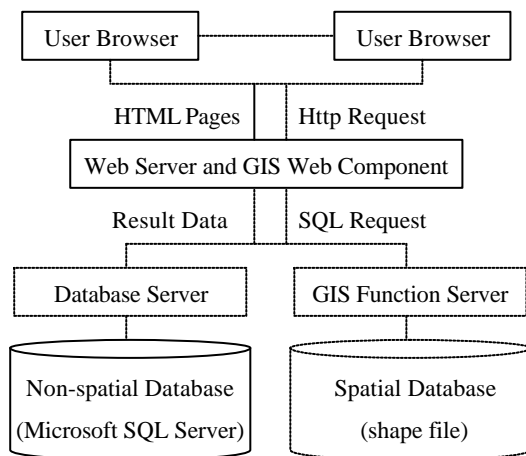 User Browser
User Browser
HTML Pages
Http Request
Web Server and GIS Web Component
Result Data
SQL Request
Database Server
GIS Function Server
Non-spatial Database
(Microsoft SQL Server)
Spatial Database
(shape file)